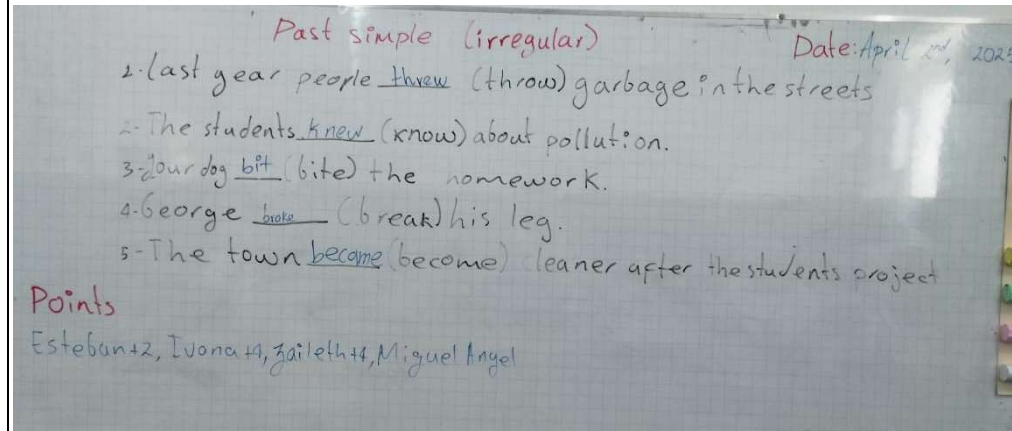 Past simple (irregular)
Date: April 2nd, 2025
1-last year people threw (throw) garbage in the streets
2-The students knew (know) about pollution.
3-Your dog bit (bite) the homework.
4-George broke (break) his leg.
5-The town become (become) cleaner after the students project
Points
Esteban+2, Ivana+1, Zaileth+1, Miguel Angel